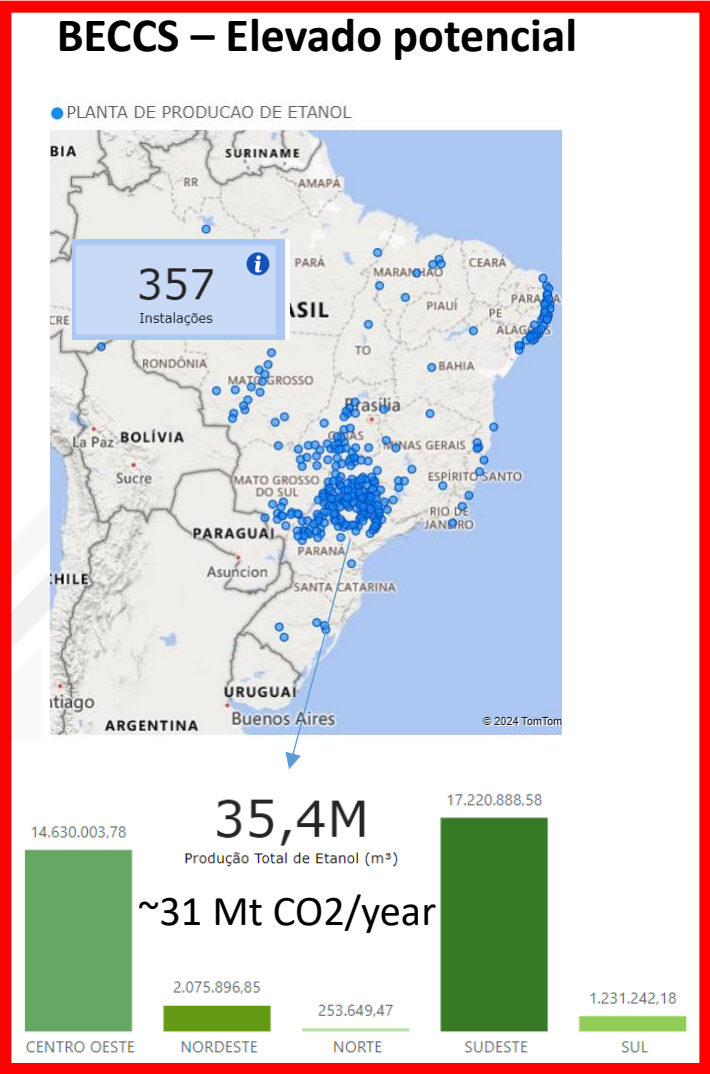 BECCS – Elevado potencial
PLANTA DE PRODUCAO DE ETANOL
BIA
SURINAME
RR
AMAPÁ
357
Instalações
PARÁ
MARANHÃO
CEARÁ
ASIL
PIAUÍ
PE
CRE
TO
RONDÔNIA
BAHIA
MATO GROSSO
Brasília
La Paz
BOLÍVIA
MINAS GERAIS
Sucre
MATO GROSSO
DO SUL
ESPÍRITO SANTO
RIO DE
JANEIRO
PARAGUAI
PARANÁ
Asuncion
CHILE
SANTA CATARINA
URUGUAI
tiago
Buenos Aires
ARGENTINA
© 2024 TomTom
35,4M
Produção Total de Etanol (m³)
~31 Mt CO2/year
14.630.003,78
2.075.896,85
253.649,47
17.220.888,58
1.231.242,18
CENTRO OESTE
NORDESTE
NORTE
SUDESTE
SUL